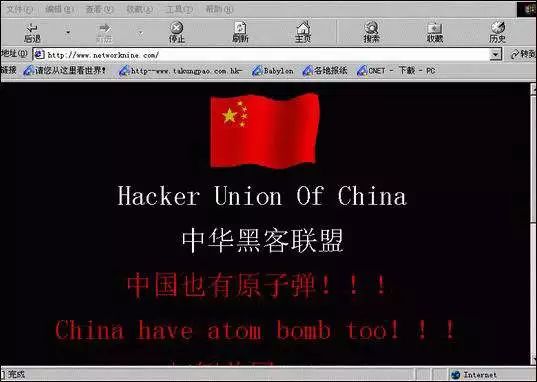 文件(F) 编辑(E) 查看(V) 收藏(A) 工具(T) 帮助(H)
后退 前进 停止 刷新 主页 搜索 收藏 历史
地址(D) http://www.networknine.com/ 转到
链接 请您从这里看世界! http--www.takungpao.com.hk- Babylon 各地报纸 CNET - 下载 - PC
Hacker Union Of China
中华黑客联盟
中国也有原子弹！！！
China have atom bomb too！！！
完成 Internet